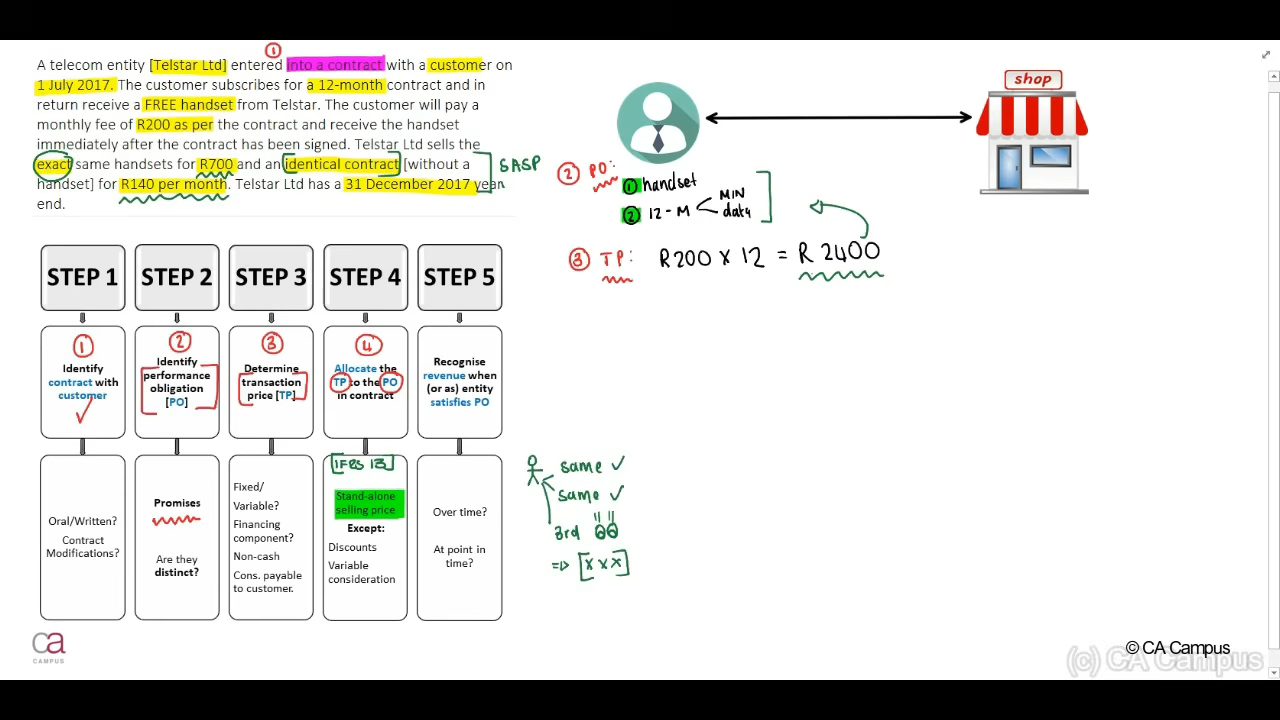 ①
A telecom entity [Telstar Ltd] entered into a contract with a customer on
1 July 2017. The customer subscribes for a 12-month contract and in
return receive a FREE handset from Telstar. The customer will pay a
monthly fee of R200 as per the contract and receive the handset
immediately after the contract has been signed. Telstar Ltd sells the
exact same handsets for R700 and an identical contract [without a
handset] for R140 per month. Telstar Ltd has a 31 December 2017 year
end.
SASP
shop
② PO:
① handset
② 12-M
MIN
data
③ TP: R200 x 12 = R 2400
STEP 1
STEP 2
STEP 3
STEP 4
STEP 5
①
Identify
contract with
customer
②
Identify
performance
obligation
[PO]
③
Determine
transaction
price [TP]
④
Allocate the
TP to the PO
in contract
Recognise
revenue when
(or as) entity
satisfies PO
Oral/Written?
Contract
Modifications?
Promises
Are they
distinct?
Fixed/
Variable?
Financing
component?
Non-cash
Cons. payable
to customer.
[IFRS 13]
Stand-alone
selling price
Except:
Discounts
Variable
consideration
Over time?
At point in
time?
same ✓
same ✓
3rd
=> [x x x]
ca
CAMPUS
© CA Campus
(c) CA Campus